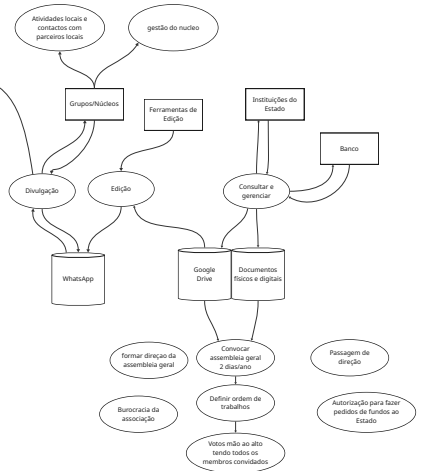 Atividades locais e
contactos com
parceiros locais
gestão do nucleo
Grupos/Núcleos
Ferramentas de
Edição
Instituições do
Estado
Banco
Divulgação
Edição
Consultar e
gerenciar
WhatsApp
Google
Drive
Documentos
físicos e digitais
formar direçao da
assembleia geral
Convocar
assembleia geral
2 dias/ano
Passagem de
direção
Burocracia da
associação
Definir ordem de
trabalhos
Autorização para fazer
pedidos de fundos ao
Estado
Votos mão ao alto
tendo todos os
membros convidados